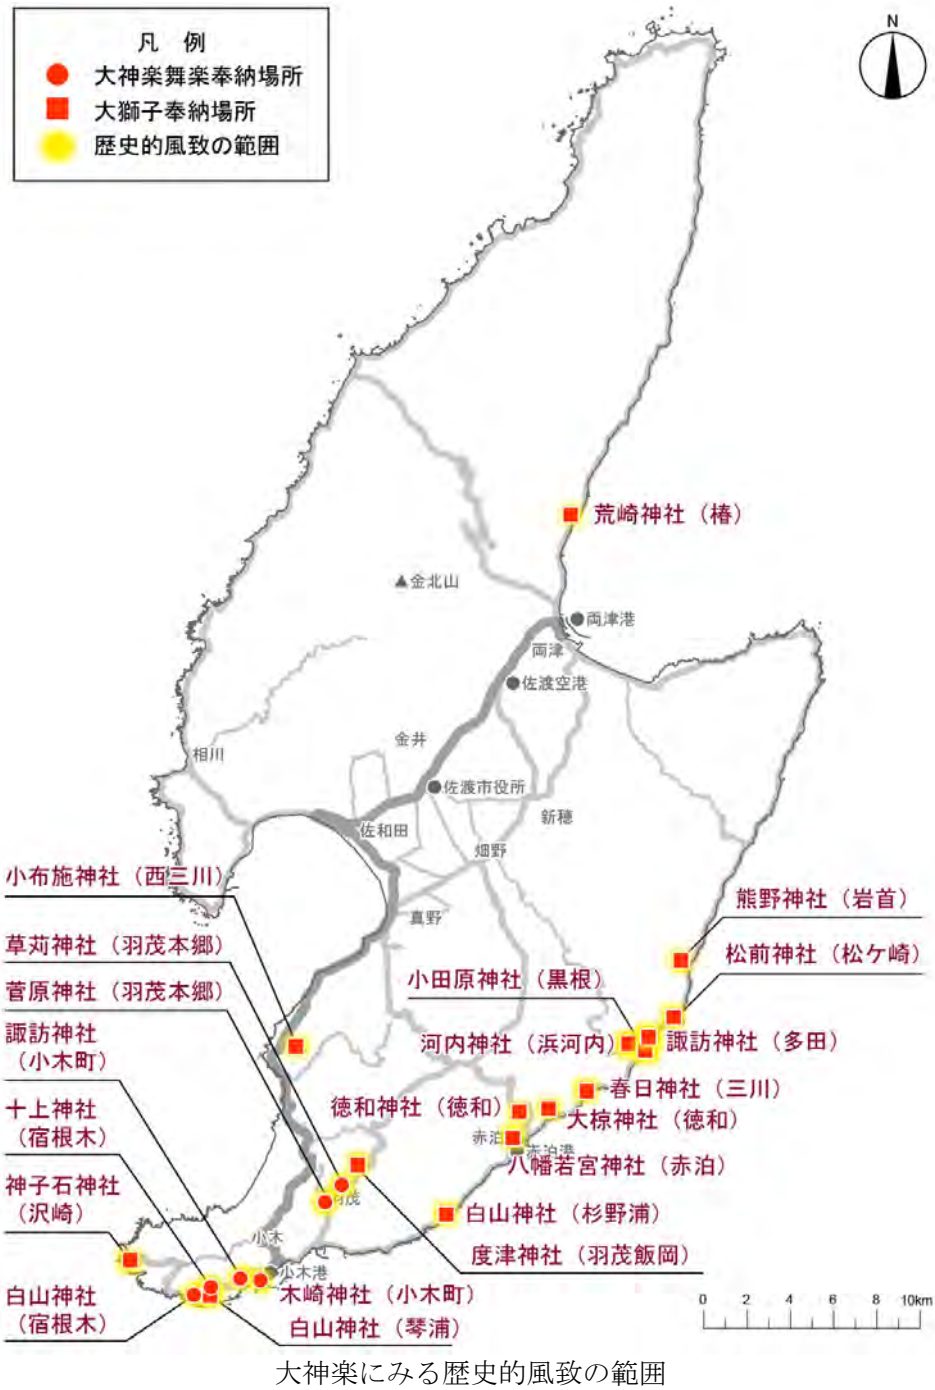 凡 例
大神楽舞楽奉納場所
大獅子奉納場所
歴史的風致の範囲
N
荒崎神社（椿）
金北山
両津港
両津
佐渡空港
金井
相川
佐渡市役所
新穂
佐和田
畑野
真野
小布施神社（西三川）
草苅神社（羽茂本郷）
菅原神社（羽茂本郷）
諏訪神社
（小木町）
十上神社
（宿根木）
神子石神社
（沢崎）
白山神社
（宿根木）
熊野神社（岩首）
松前神社（松ケ崎）
小田原神社（黒根）
河内神社（浜河内）
諏訪神社（多田）
春日神社（三川）
徳和神社（徳和）
大椋神社（徳和）
赤泊
赤泊港
八幡若宮神社（赤泊）
羽茂
白山神社（杉野浦）
度津神社（羽茂飯岡）
小木
小木港
木崎神社（小木町）
白山神社（琴浦）
0 2 4 6 8 10km
大神楽にみる歴史的風致の範囲